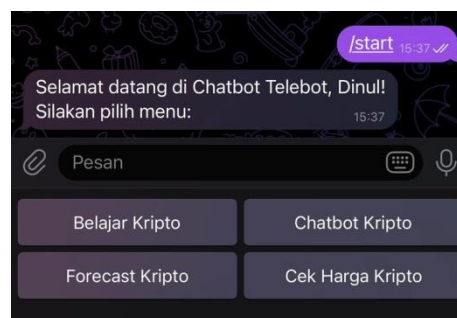 /start 15:37
Selamat datang di Chatbot Telebot, Dinul!
Silakan pilih menu:
15:37
Pesan
Belajar Kripto
Chatbot Kripto
Forecast Kripto
Cek Harga Kripto